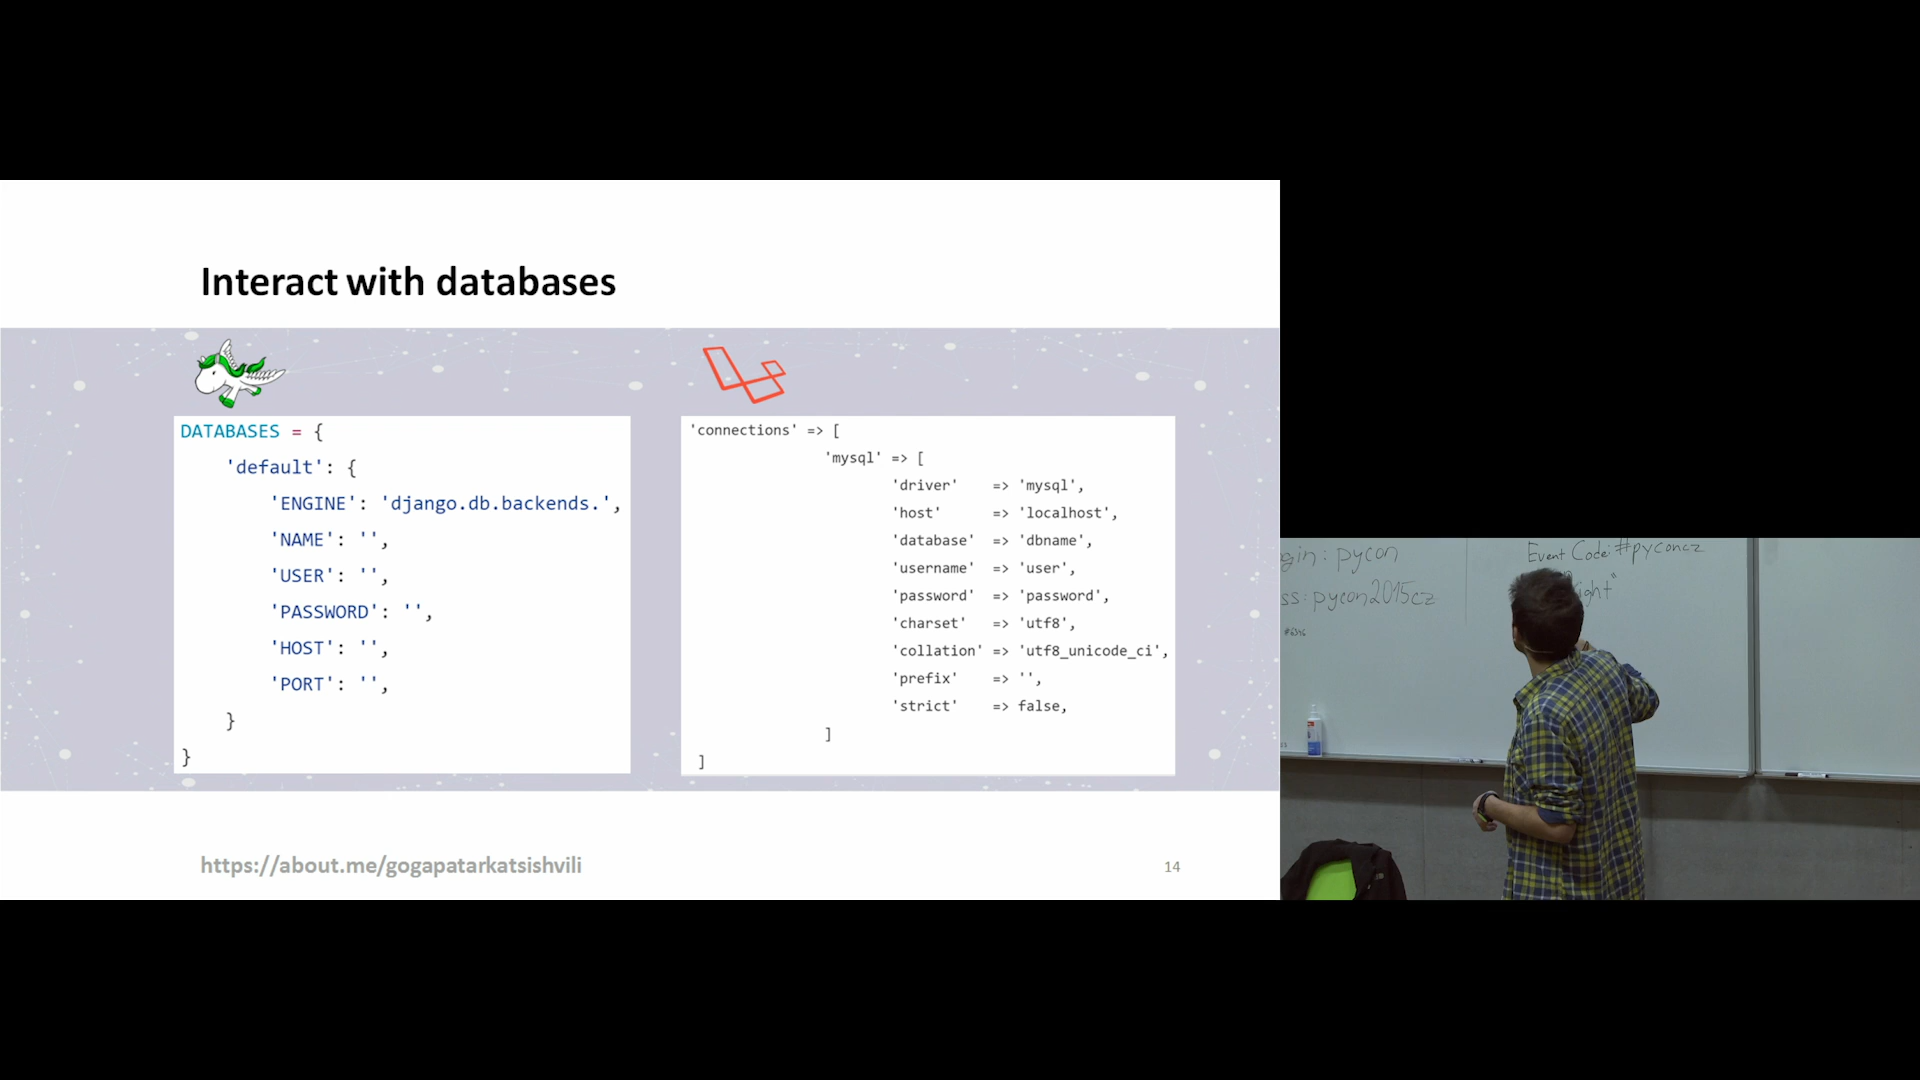 Interact with databases
DATABASES = {
'default': {
'ENGINE': 'django.db.backends.',
'NAME': '',
'USER': '',
'PASSWORD': '',
'HOST': '',
'PORT': '',
}
}
'connections' => [
'mysql' => [
'driver' => 'mysql',
'host' => 'localhost',
'database' => 'dbname',
'username' => 'user',
'password' => 'password',
'charset' => 'utf8',
'collation' => 'utf8_unicode_ci',
'prefix' => '',
'strict' => false,
]
]
https://about.me/gogapatarkatsishvili
14
gin: pycon
ss: pycon2015cz
Event Code: #pyconcz
ight"